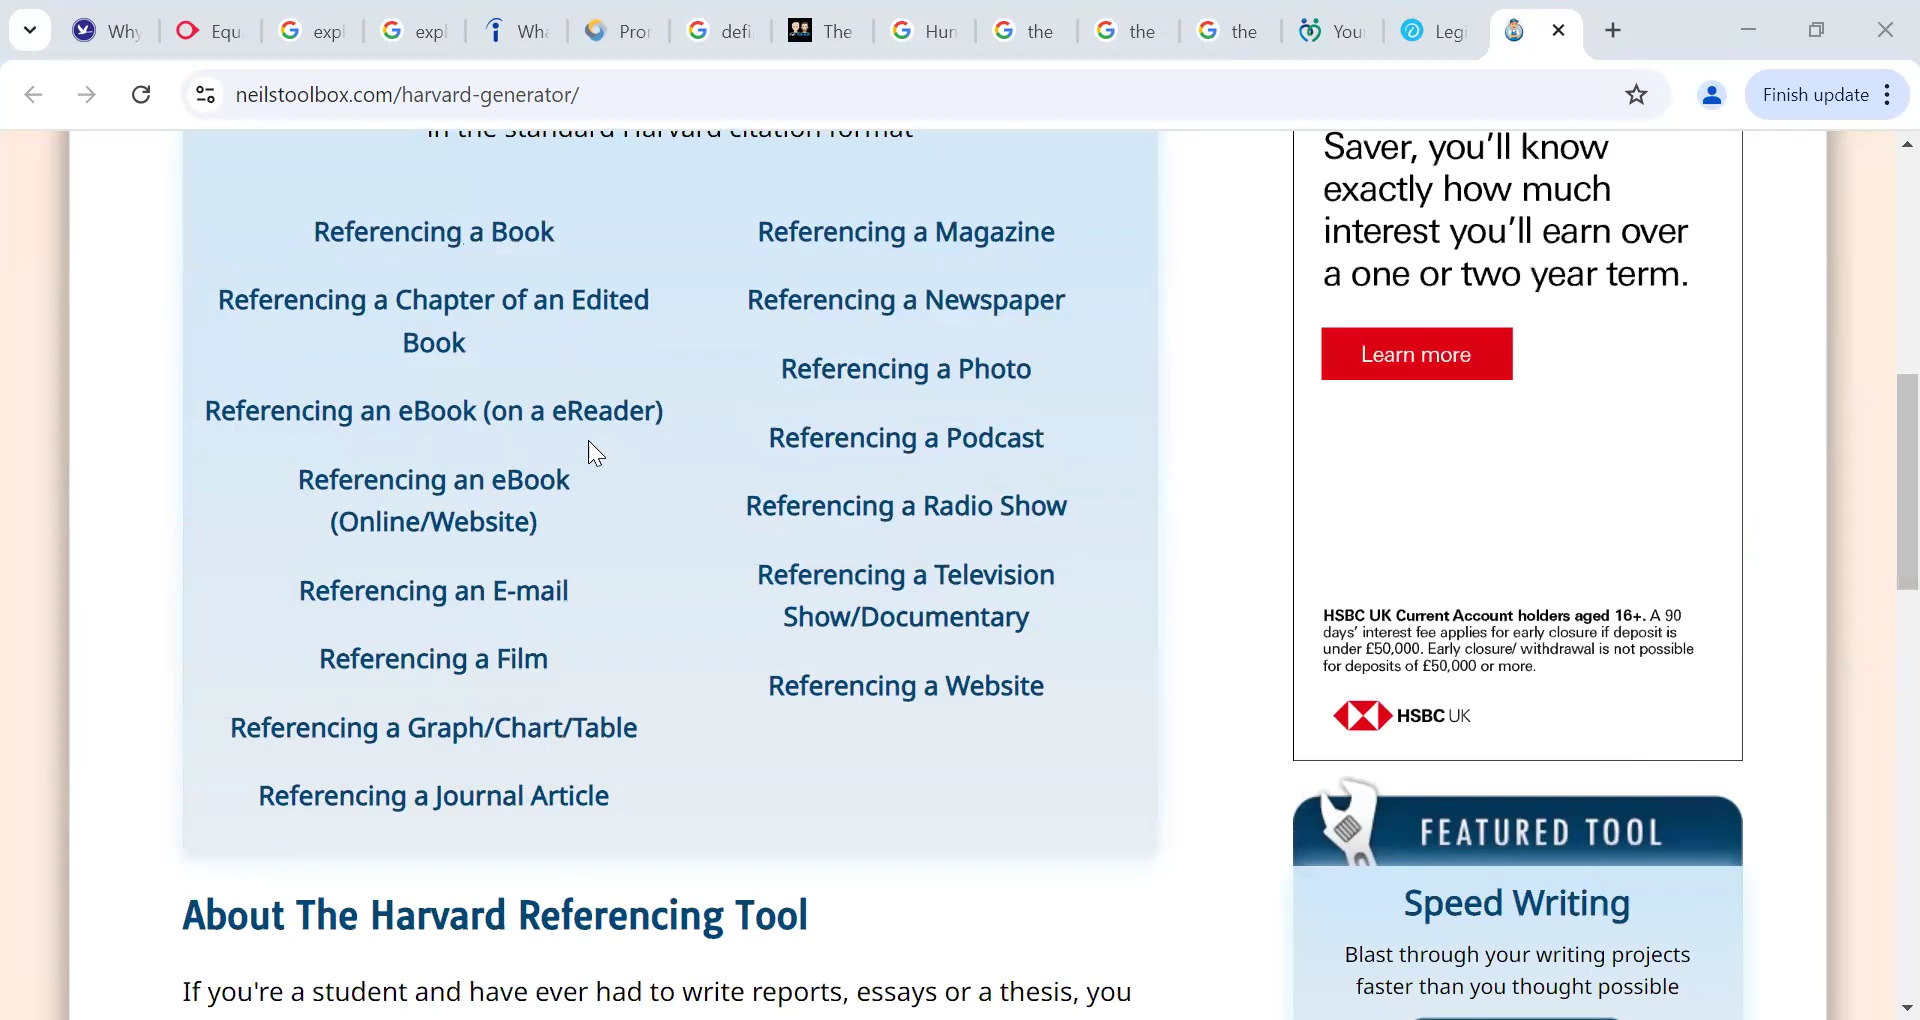 Why
Equ
expl
expl
Wha
Pro
defi
The
Hun
the
the
the
You
Legi
neilstoolbox.com/harvard-generator/
Finish update
in the standard Harvard citation format
Referencing a Book
Referencing a Chapter of an Edited
Book
Referencing an eBook (on a eReader)
Referencing an eBook
(Online/Website)
Referencing an E-mail
Referencing a Film
Referencing a Graph/Chart/Table
Referencing a Journal Article
Referencing a Magazine
Referencing a Newspaper
Referencing a Photo
Referencing a Podcast
Referencing a Radio Show
Referencing a Television
Show/Documentary
Referencing a Website
About The Harvard Referencing Tool
If you're a student and have ever had to write reports, essays or a thesis, you
Saver, you'll know
exactly how much
interest you'll earn over
a one or two year term.
Learn more
HSBC UK Current Account holders aged 16+. A 90
days' interest fee applies for early closure if deposit is
under £50,000. Early closure/ withdrawal is not possible
for deposits of £50,000 or more.
HSBC UK
FEATURED TOOL
Speed Writing
Blast through your writing projects
faster than you thought possible